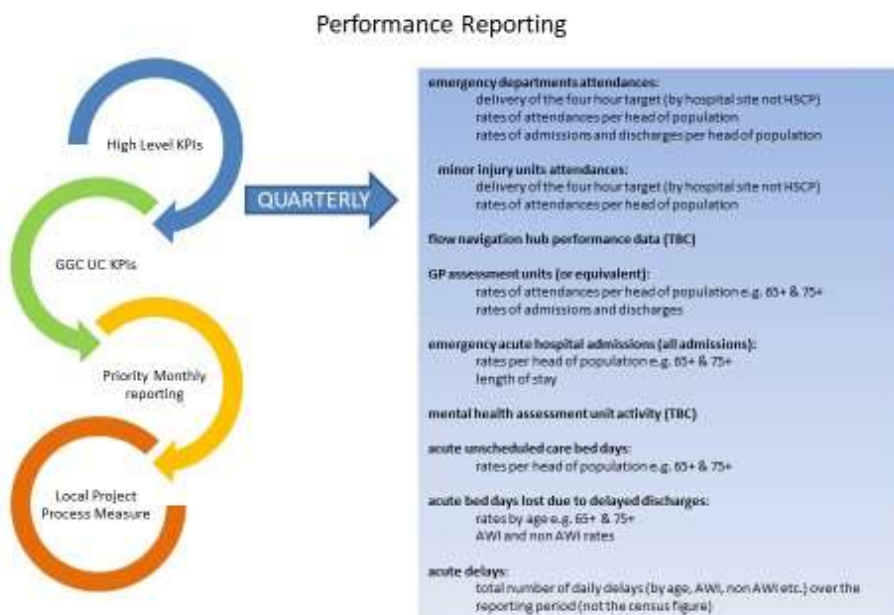 Performance Reporting
High Level KPIs
GGC UC KPIs
Priority Monthly
reporting
Local Project
Process Measure
QUARTERLY
emergency departments attendances:
delivery of the four hour target (by hospital site not HSCP)
rates of attendances per head of population
rates of admissions and discharges per head of population
minor injury units attendances:
delivery of the four hour target (by hospital site not HSCP)
rates of attendances per head of population
flow navigation hub performance data (TBC)
GP assessment units (or equivalent):
rates of attendances per head of population e.g. 65+ & 75+
rates of admissions and discharges
emergency acute hospital admissions (all admissions):
rates per head of population e.g. 65+ & 75+
length of stay
mental health assessment unit activity (TBC)
acute unscheduled care bed days:
rates per head of population e.g. 65+ & 75+
acute bed days lost due to delayed discharges:
rates by age e.g. 65+ & 75+
AWI and non AWI rates
acute delays:
total number of daily delays (by age, AWI, non AWI etc.) over the
reporting period (not the census figure)